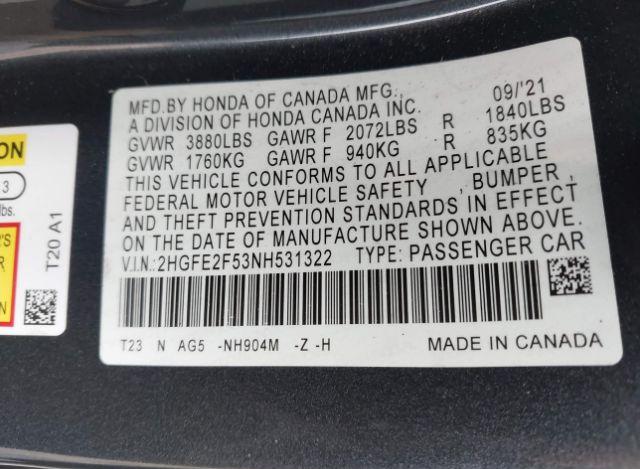 MFD.BY HONDA OF CANADA MFG., 09/'21
A DIVISION OF HONDA CANADA INC.
GVWR 3880LBS GAWR F 2072LBS R 1840LBS
GVWR 1760KG GAWR F 940KG R 835KG
THIS VEHICLE CONFORMS TO ALL APPLICABLE
FEDERAL MOTOR VEHICLE SAFETY , BUMPER ,
AND THEFT PREVENTION STANDARDS IN EFFECT
ON THE DATE OF MANUFACTURE SHOWN ABOVE.
V.I.N.:2HGFE2F53NH531322 TYPE: PASSENGER CAR
T23 N AG5 -NH904M -Z -H MADE IN CANADA
ON
3
lbs.
'S
R
N
T20 A1